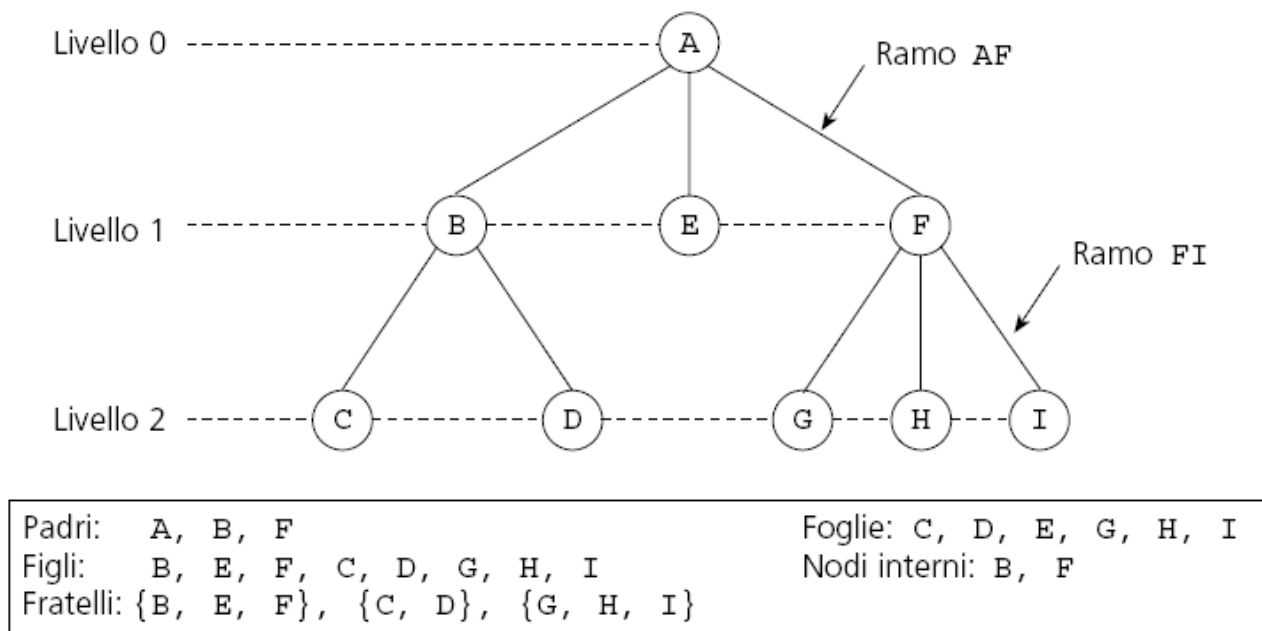 Livello 0
A
Ramo AF
Livello 1
B
E
F
Ramo FI
Livello 2
C
D
G
H
I
Padri: A, B, F
Figli: B, E, F, C, D, G, H, I
Fratelli: {B, E, F}, {C, D}, {G, H, I}
Foglie: C, D, E, G, H, I
Nodi interni: B, F